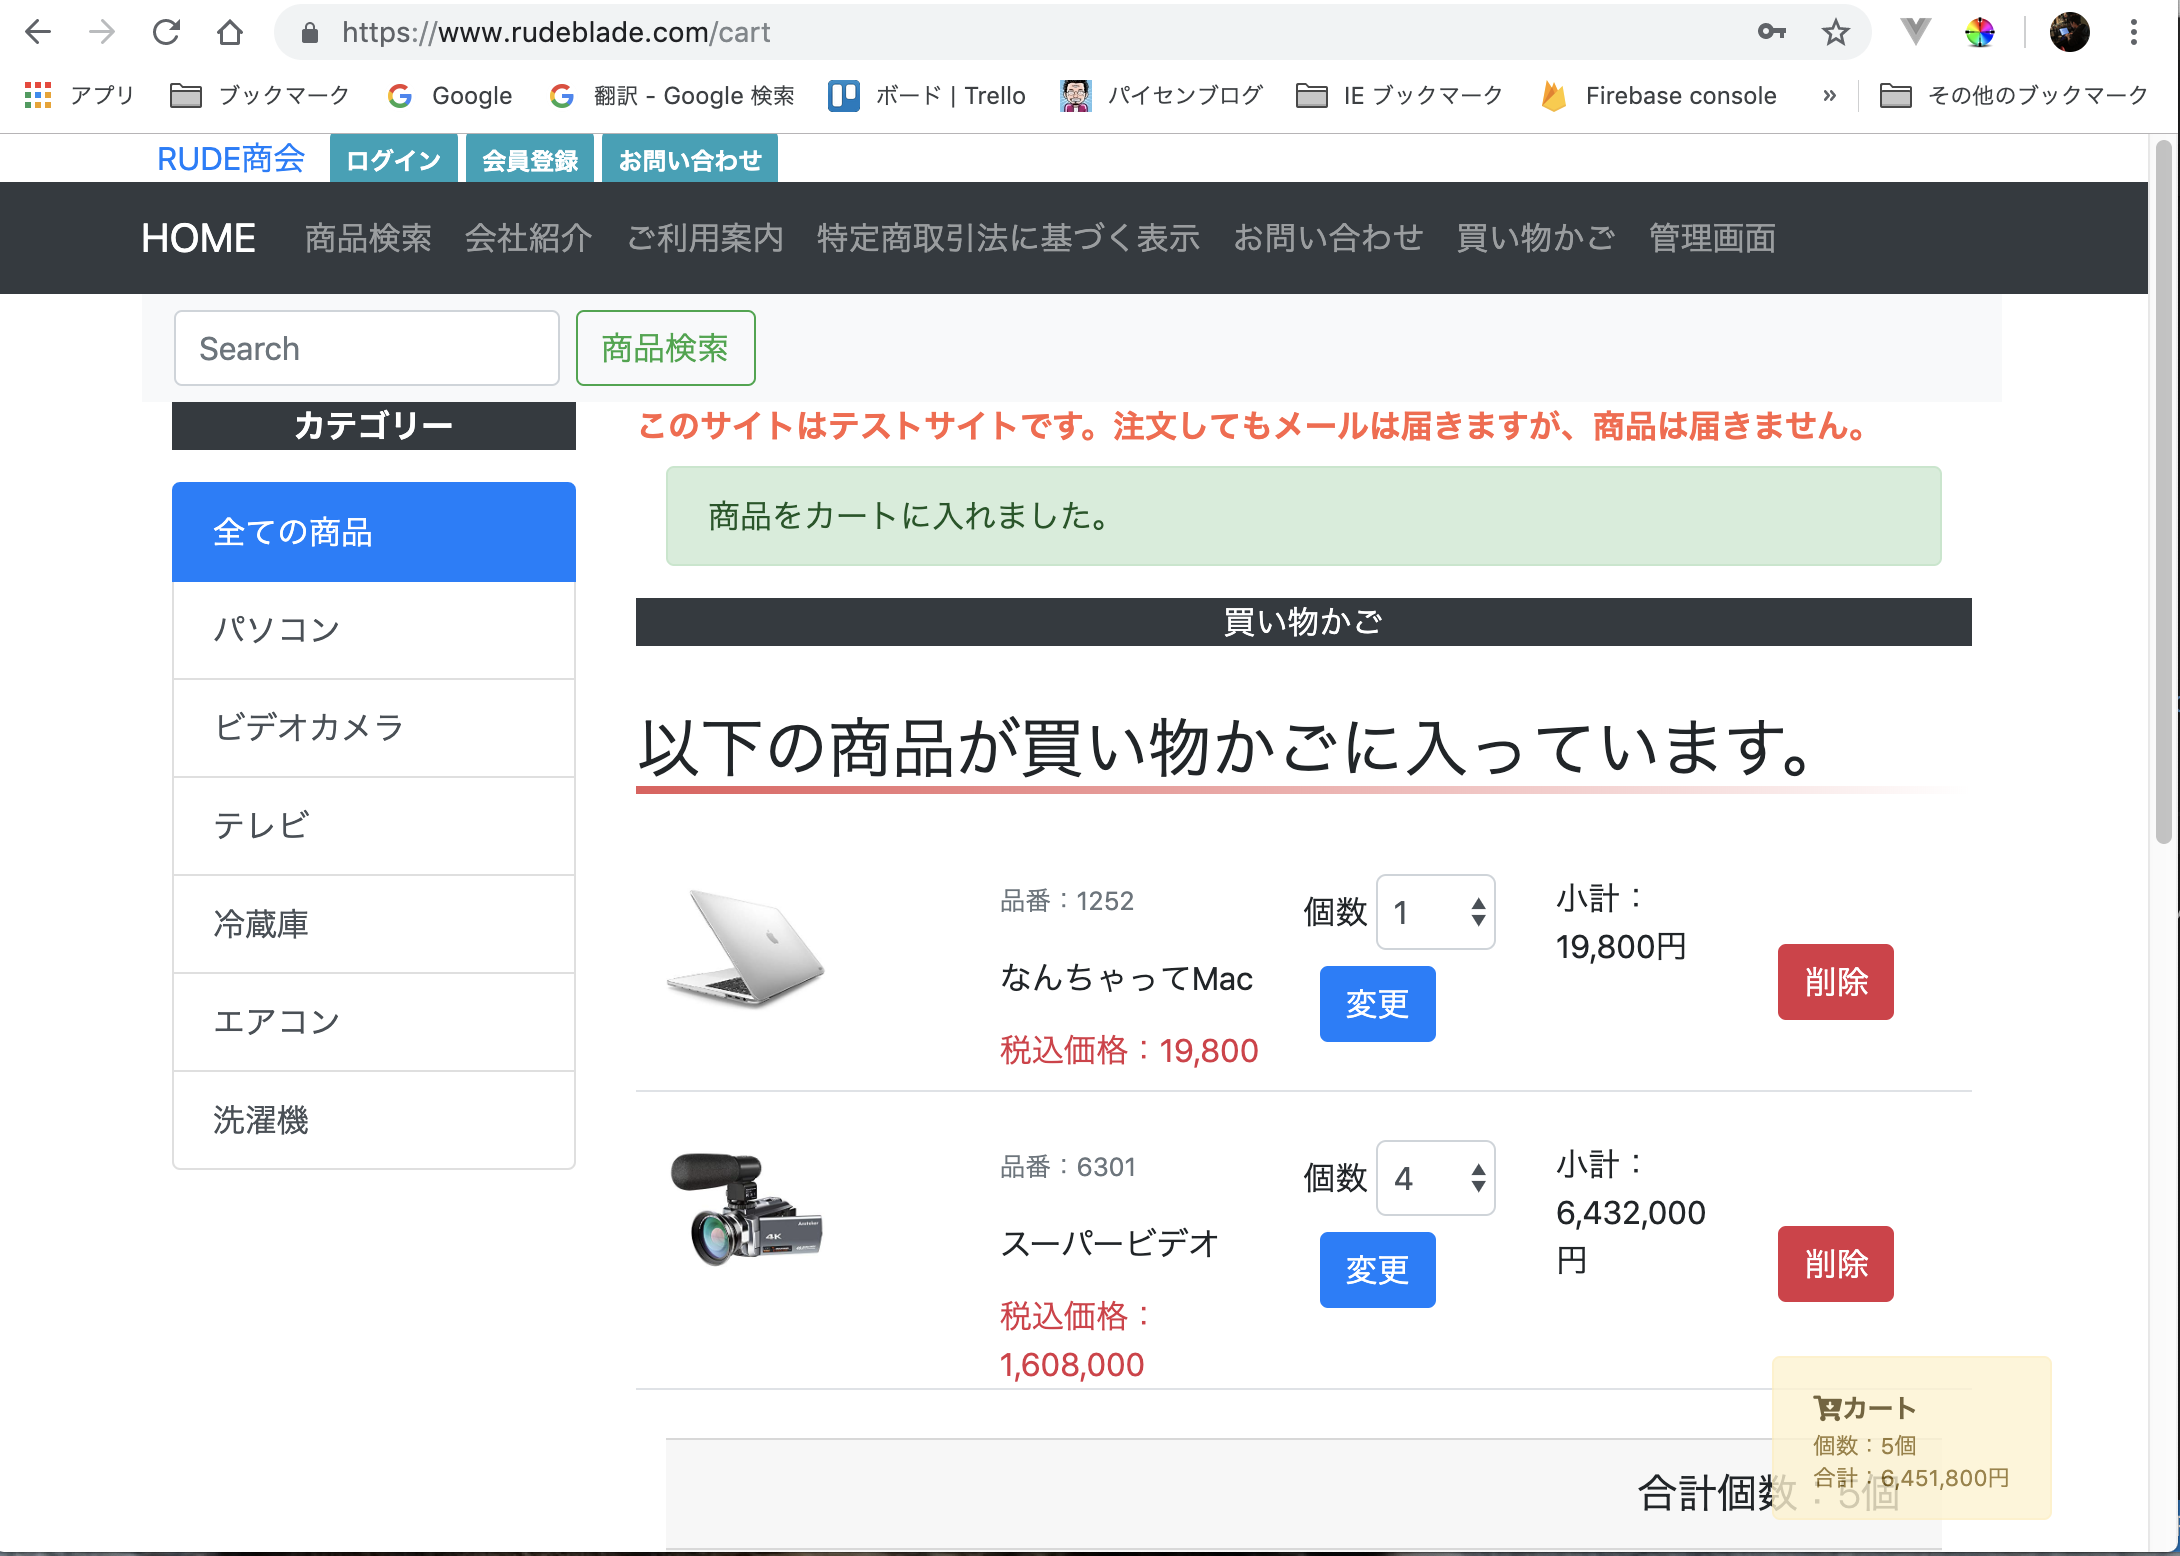 https://www.rudeblade.com/cart
アプリ ブックマーク Google 翻訳 - Google 検索 ボード | Trello パイセンブログ IE ブックマーク Firebase console » その他のブックマーク
RUDE商会 ログイン 会員登録 お問い合わせ
HOME 商品検索 会社紹介 ご利用案内 特定商取引法に基づく表示 お問い合わせ 買い物かご 管理画面
Search 商品検索
カテゴリー
全ての商品
パソコン
ビデオカメラ
テレビ
冷蔵庫
エアコン
洗濯機
このサイトはテストサイトです。注文してもメールは届きますが、商品は届きません。
商品をカートに入れました。
買い物かご
以下の商品が買い物かごに入っています。
品番：1252
なんちゃってMac
税込価格：19,800
個数 1
変更
小計：
19,800円
削除
品番：6301
スーパービデオ
税込価格：
1,608,000
個数 4
変更
小計：
6,432,000
円
削除
4K
合計個数：5個
カート
個数：5個
合計：6,451,800円